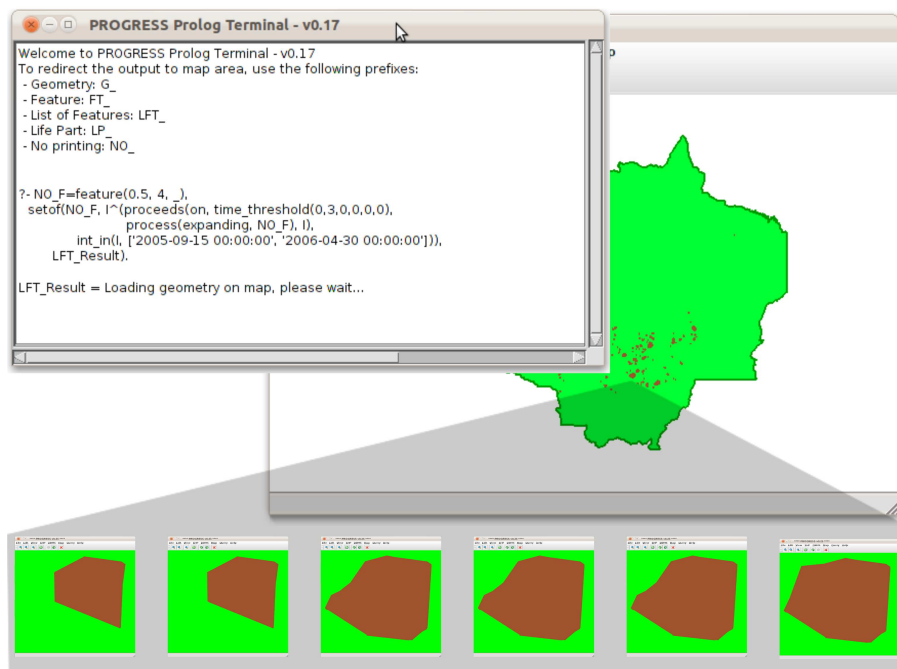 PROGRESS Prolog Terminal - v0.17
Welcome to PROGRESS Prolog Terminal - v0.17
To redirect the output to map area, use the following prefixes:
- Geometry: G_
- Feature: FT_
- List of Features: LFT_
- Life Part: LP_
- No printing: NO_
?- NO_F=feature(0.5, 4, _),
setof(NO_F, I^(proceeds(on, time_threshold(0,3,0,0,0,0),
process(expanding, NO_F), I),
int_in(I, ['2005-09-15 00:00:00', '2006-04-30 00:00:00'])),
LFT_Result).
LFT_Result = Loading geometry on map, please wait...